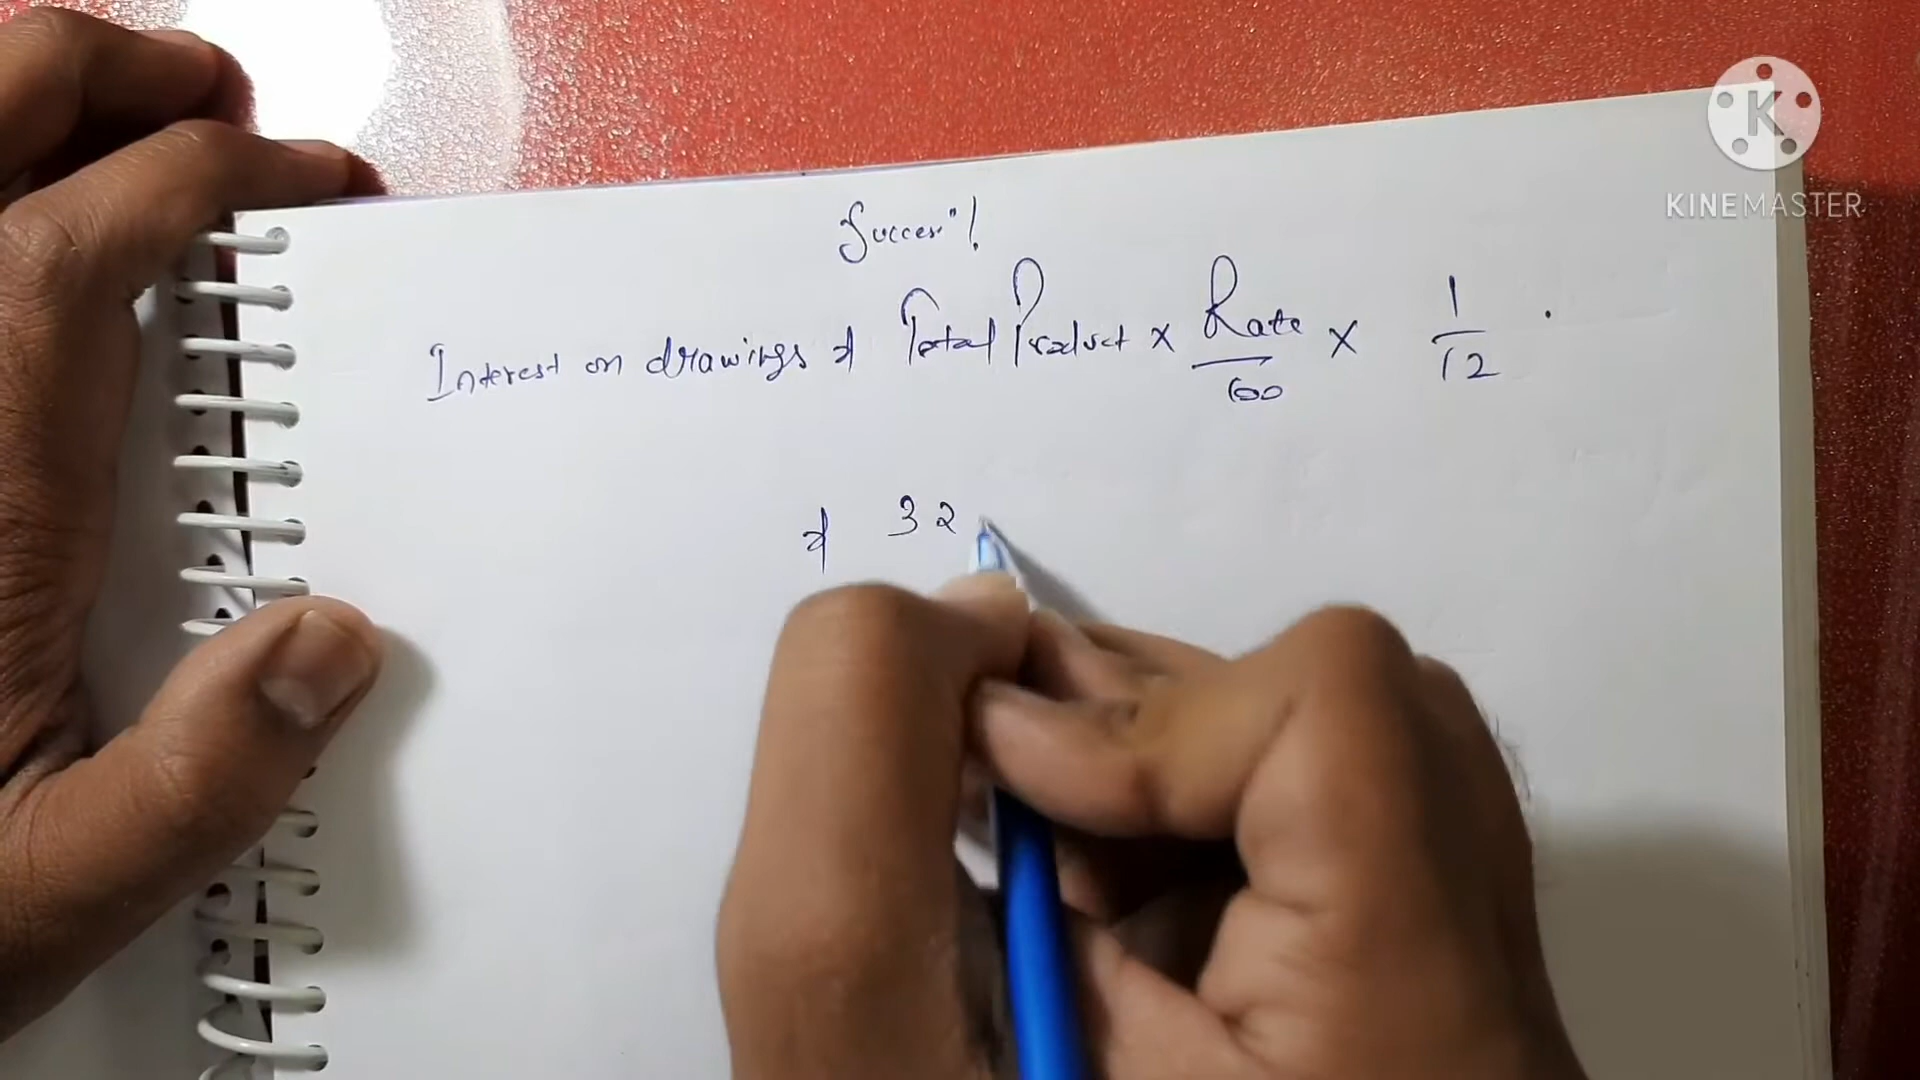 KINEMASTER
Success!
Interest on drawings ⇒ Total Product × Rate/100 × 1/12.
⇒ 32